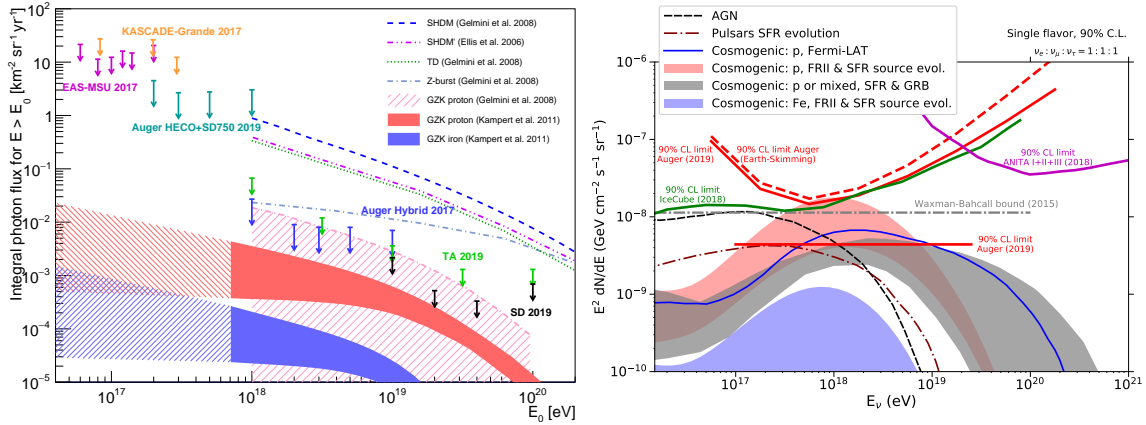 Integral photon flux for E > E₀ [km⁻² sr⁻¹ yr⁻¹]
10²
10
1
10⁻¹
10⁻²
10⁻³
10⁻⁴
10⁻⁵
10¹⁷
10¹⁸
10¹⁹
10²⁰
E₀ [eV]
KASCADE-Grande 2017
EAS-MSU 2017
Auger HECO+SD750 2019
Auger Hybrid 2017
TA 2019
SD 2019
SHDM (Gelmini et al. 2008)
SHDM' (Ellis et al. 2006)
TD (Gelmini et al. 2008)
Z-burst (Gelmini et al. 2008)
GZK proton (Gelmini et al. 2008)
GZK proton (Kampert et al. 2011)
GZK iron (Kampert et al. 2011)
AGN
Pulsars SFR evolution
Cosmogenic: p, Fermi-LAT
Cosmogenic: p, FRII & SFR source evol.
Cosmogenic: p or mixed, SFR & GRB
Cosmogenic: Fe, FRII & SFR source evol.
Single flavor, 90% C.L.
νₑ : νμ : ντ = 1 : 1 : 1
E² dN/dE (GeV cm⁻² s⁻¹ sr⁻¹)
10⁻⁶
10⁻⁷
10⁻⁸
10⁻⁹
10⁻¹⁰
90% CL limit
Auger (2019)
90% CL limit Auger
(Earth-Skimming)
90% CL limit
IceCube (2018)
90% CL limit
ANITA I+II+III (2018)
Waxman-Bahcall bound (2015)
90% CL limit
Auger (2019)
10¹⁷
10¹⁸
10¹⁹
10²⁰
10²¹
Eν (eV)